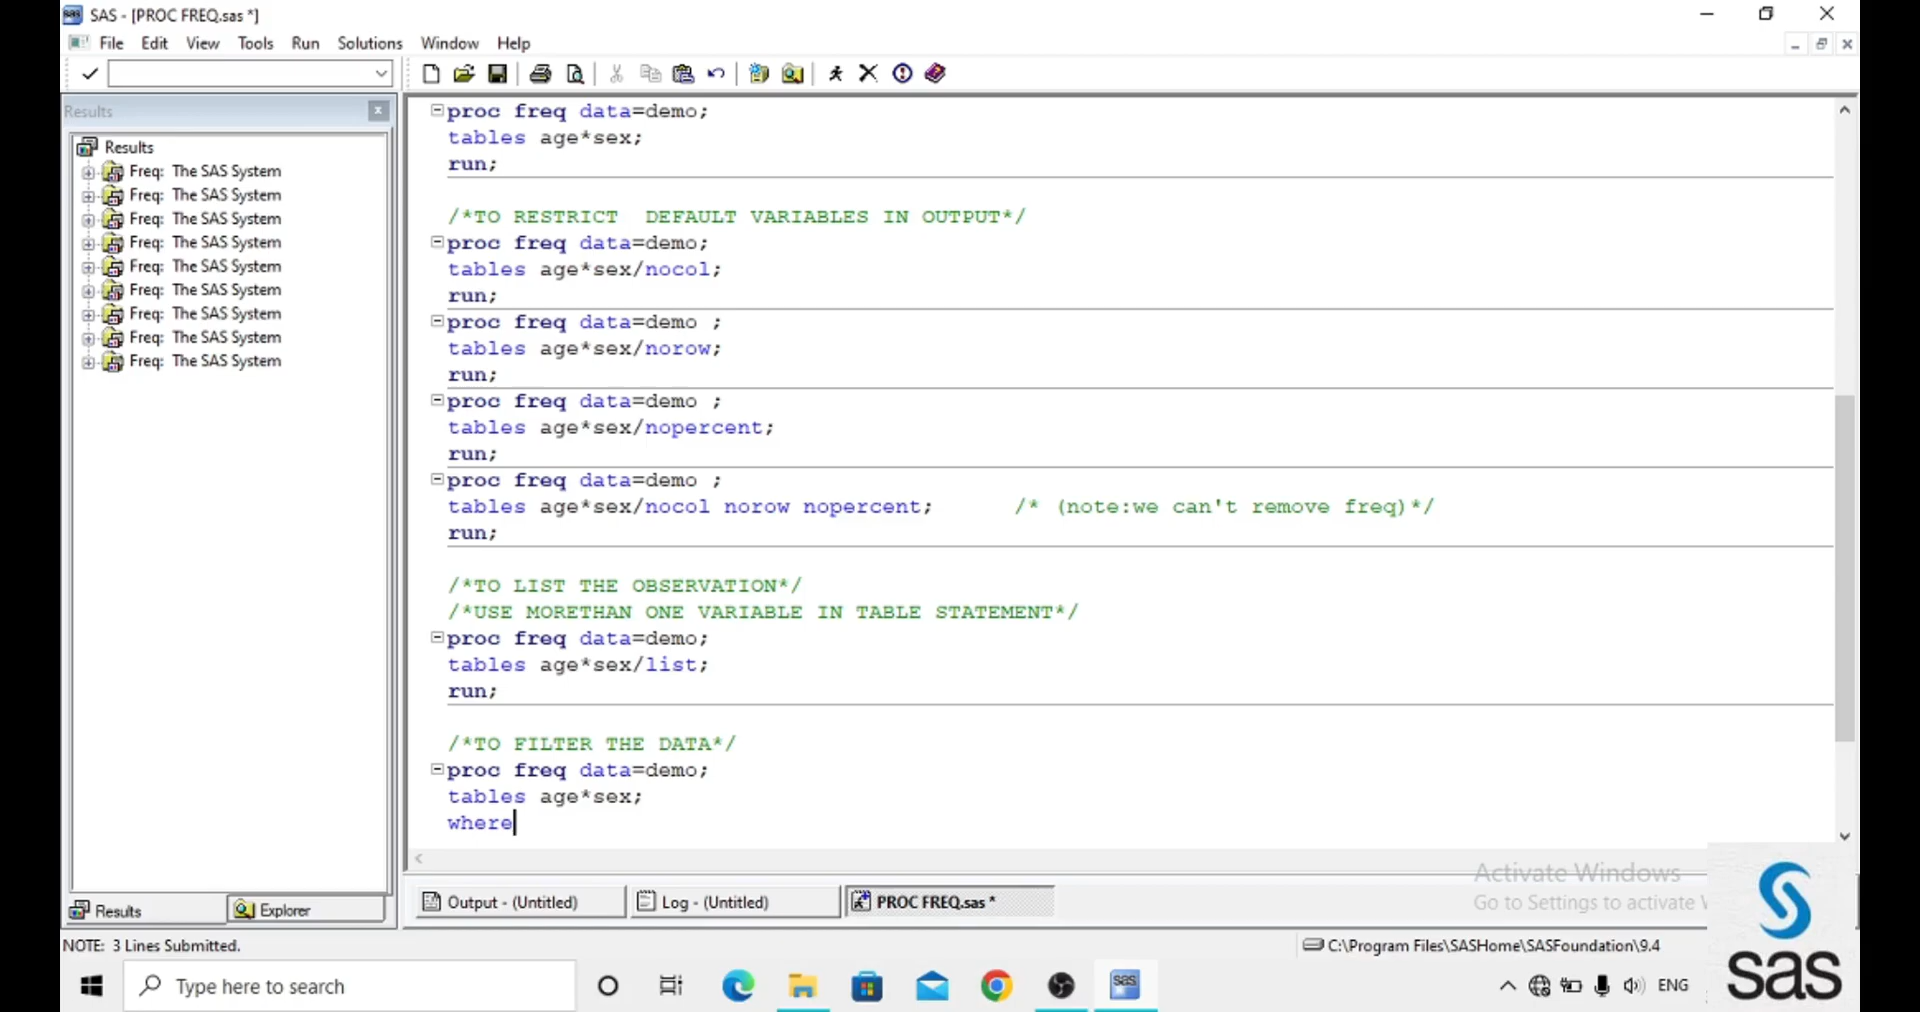 SAS - [PROC FREQ.sas *]
File Edit View Tools Run Solutions Window Help
Results
Results
Freq: The SAS System
Freq: The SAS System
Freq: The SAS System
Freq: The SAS System
Freq: The SAS System
Freq: The SAS System
Freq: The SAS System
Freq: The SAS System
Freq: The SAS System
proc freq data=demo;
tables age*sex;
run;
/*TO RESTRICT  DEFAULT VARIABLES IN OUTPUT*/
proc freq data=demo;
tables age*sex/nocol;
run;
proc freq data=demo ;
tables age*sex/norow;
run;
proc freq data=demo ;
tables age*sex/nopercent;
run;
proc freq data=demo ;
tables age*sex/nocol norow nopercent;      /* (note:we can't remove freq)*/
run;
/*TO LIST THE OBSERVATION*/
/*USE MORETHAN ONE VARIABLE IN TABLE STATEMENT*/
proc freq data=demo;
tables age*sex/list;
run;
/*TO FILTER THE DATA*/
proc freq data=demo;
tables age*sex;
where
Activate Windows
Go to Settings to activate
Results Explorer
Output - (Untitled) Log - (Untitled) PROC FREQ.sas *
NOTE: 3 Lines Submitted.
C:\Program Files\SASHome\SASFoundation\9.4
Type here to search
sas
ENG
sas